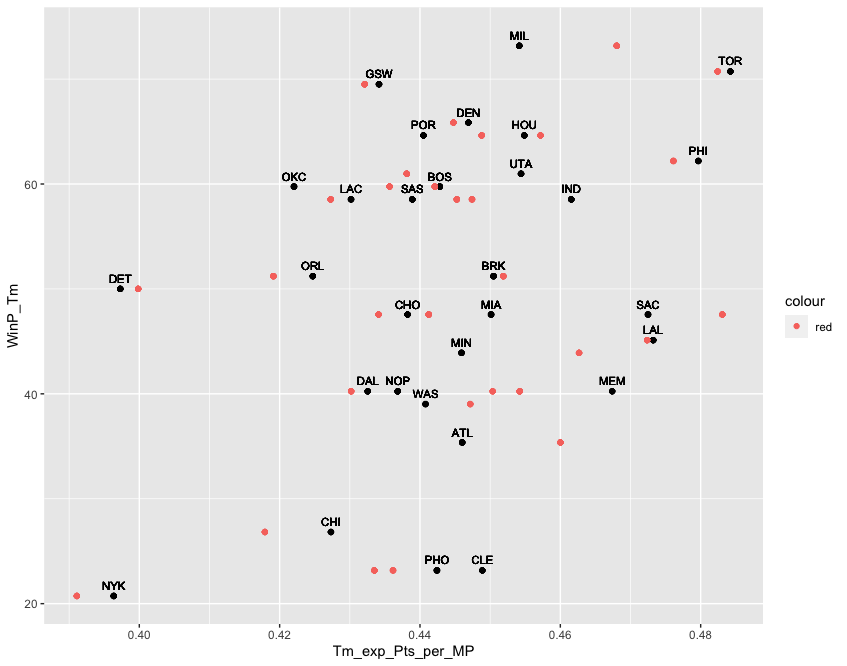 MIL
TOR
GSW
DEN
POR
HOU
PHI
UTA
OKC
BOS
LAC
SAS
IND
60
ORL
BRK
DET
CHO
MIA
SAC
LAL
MIN
DAL
NOP
MEM
WAS
40
ATL
CHI
PHO
CLE
NYK
20
WinP_Tm
0.40
0.42
0.44
0.46
0.48
Tm_exp_Pts_per_MP
colour
red